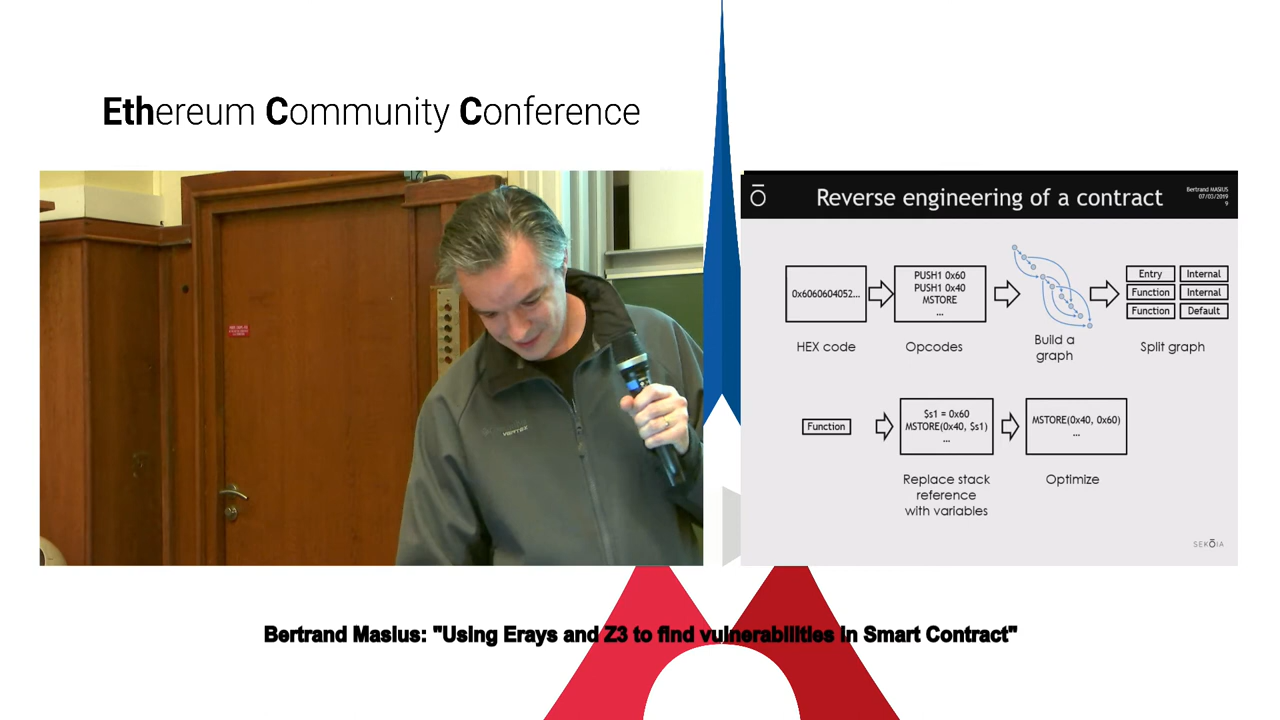 Ethereum Community Conference
Reverse engineering of a contract
Bertrand MASIUS
07/03/2019
9
0x6060604052...
PUSH1 0x60
PUSH1 0x40
MSTORE
...
Entry
Internal
Function
Internal
Function
Default
HEX code
Opcodes
Build a
graph
Split graph
Function
$s1 = 0x60
MSTORE(0x40, $s1)
...
MSTORE(0x40, 0x60)
...
Replace stack
reference
with variables
Optimize
SEKŌIA
Bertrand Masius: "Using Erays and Z3 to find vulnerabilities in Smart Contract"